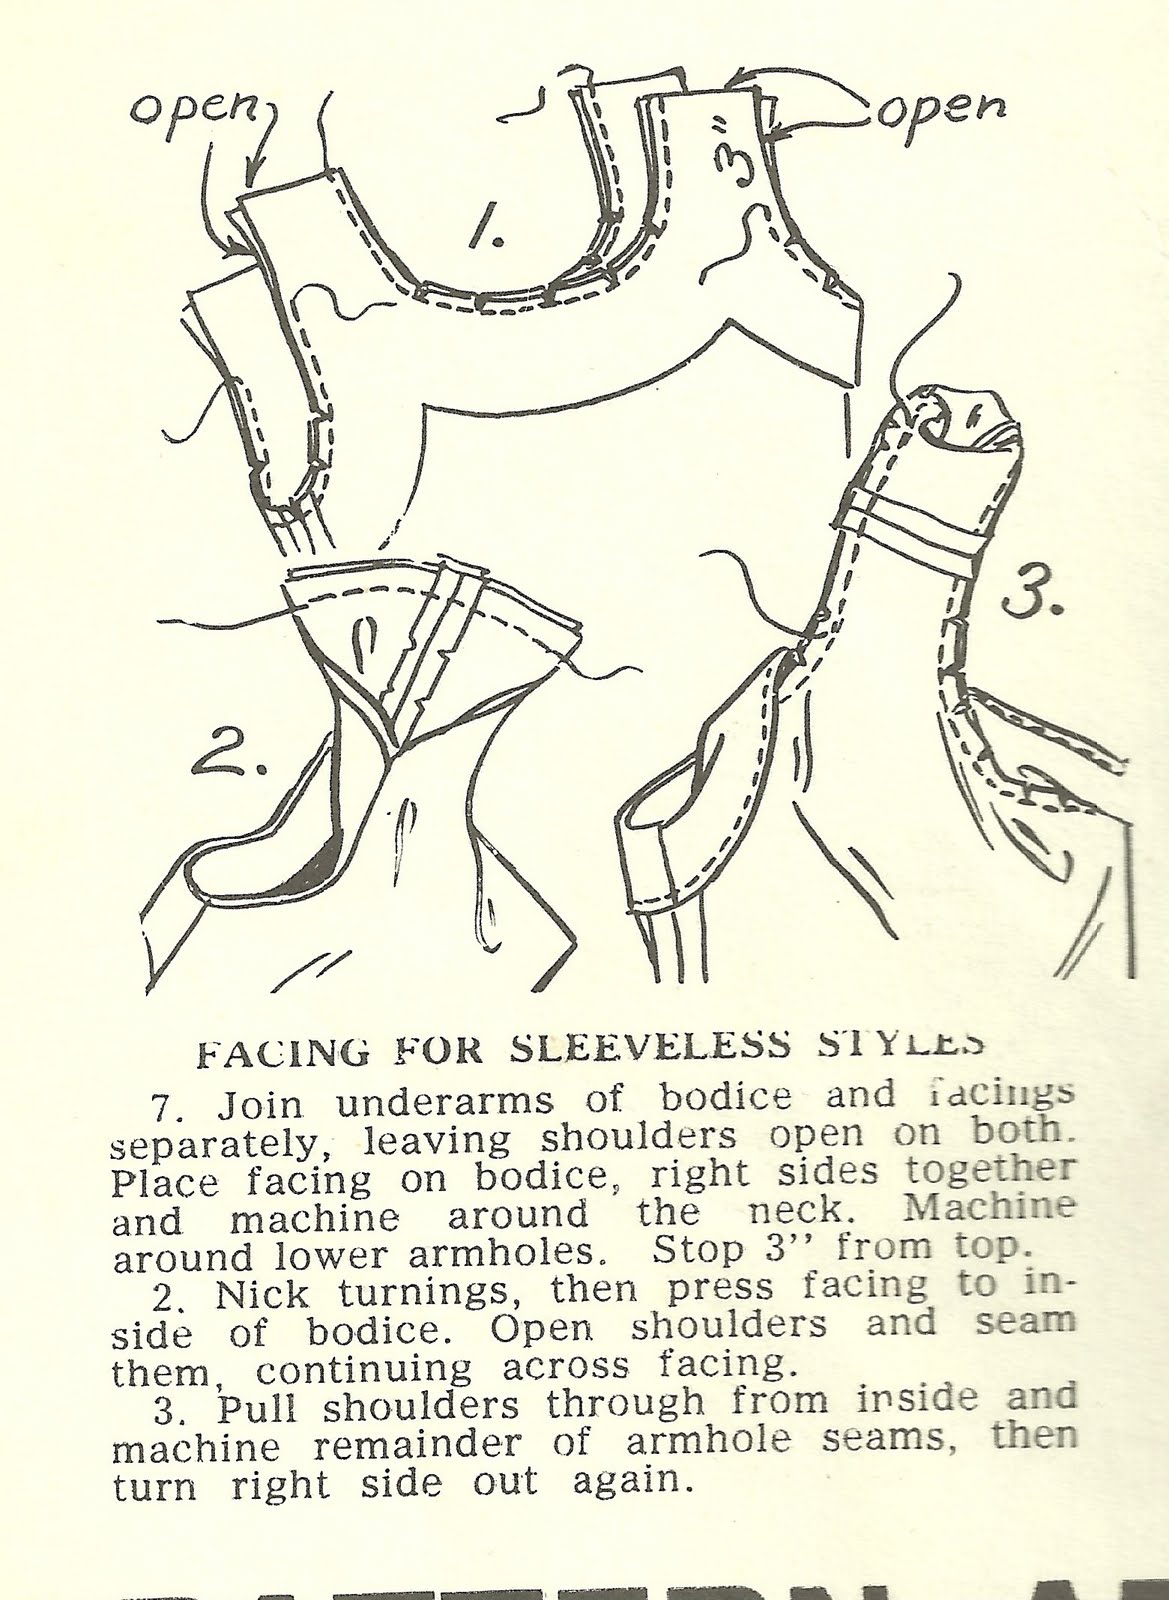 open
open
3"
1.
2.
3.
FACING FOR SLEEVELESS STYLES
7. Join underarms of bodice and facings
separately, leaving shoulders open on both.
Place facing on bodice, right sides together
and machine around the neck. Machine
around lower armholes. Stop 3" from top.
2. Nick turnings, then press facing to in-
side of bodice. Open shoulders and seam
them, continuing across facing.
3. Pull shoulders through from inside and
machine remainder of armhole seams, then
turn right side out again.
PATTERN